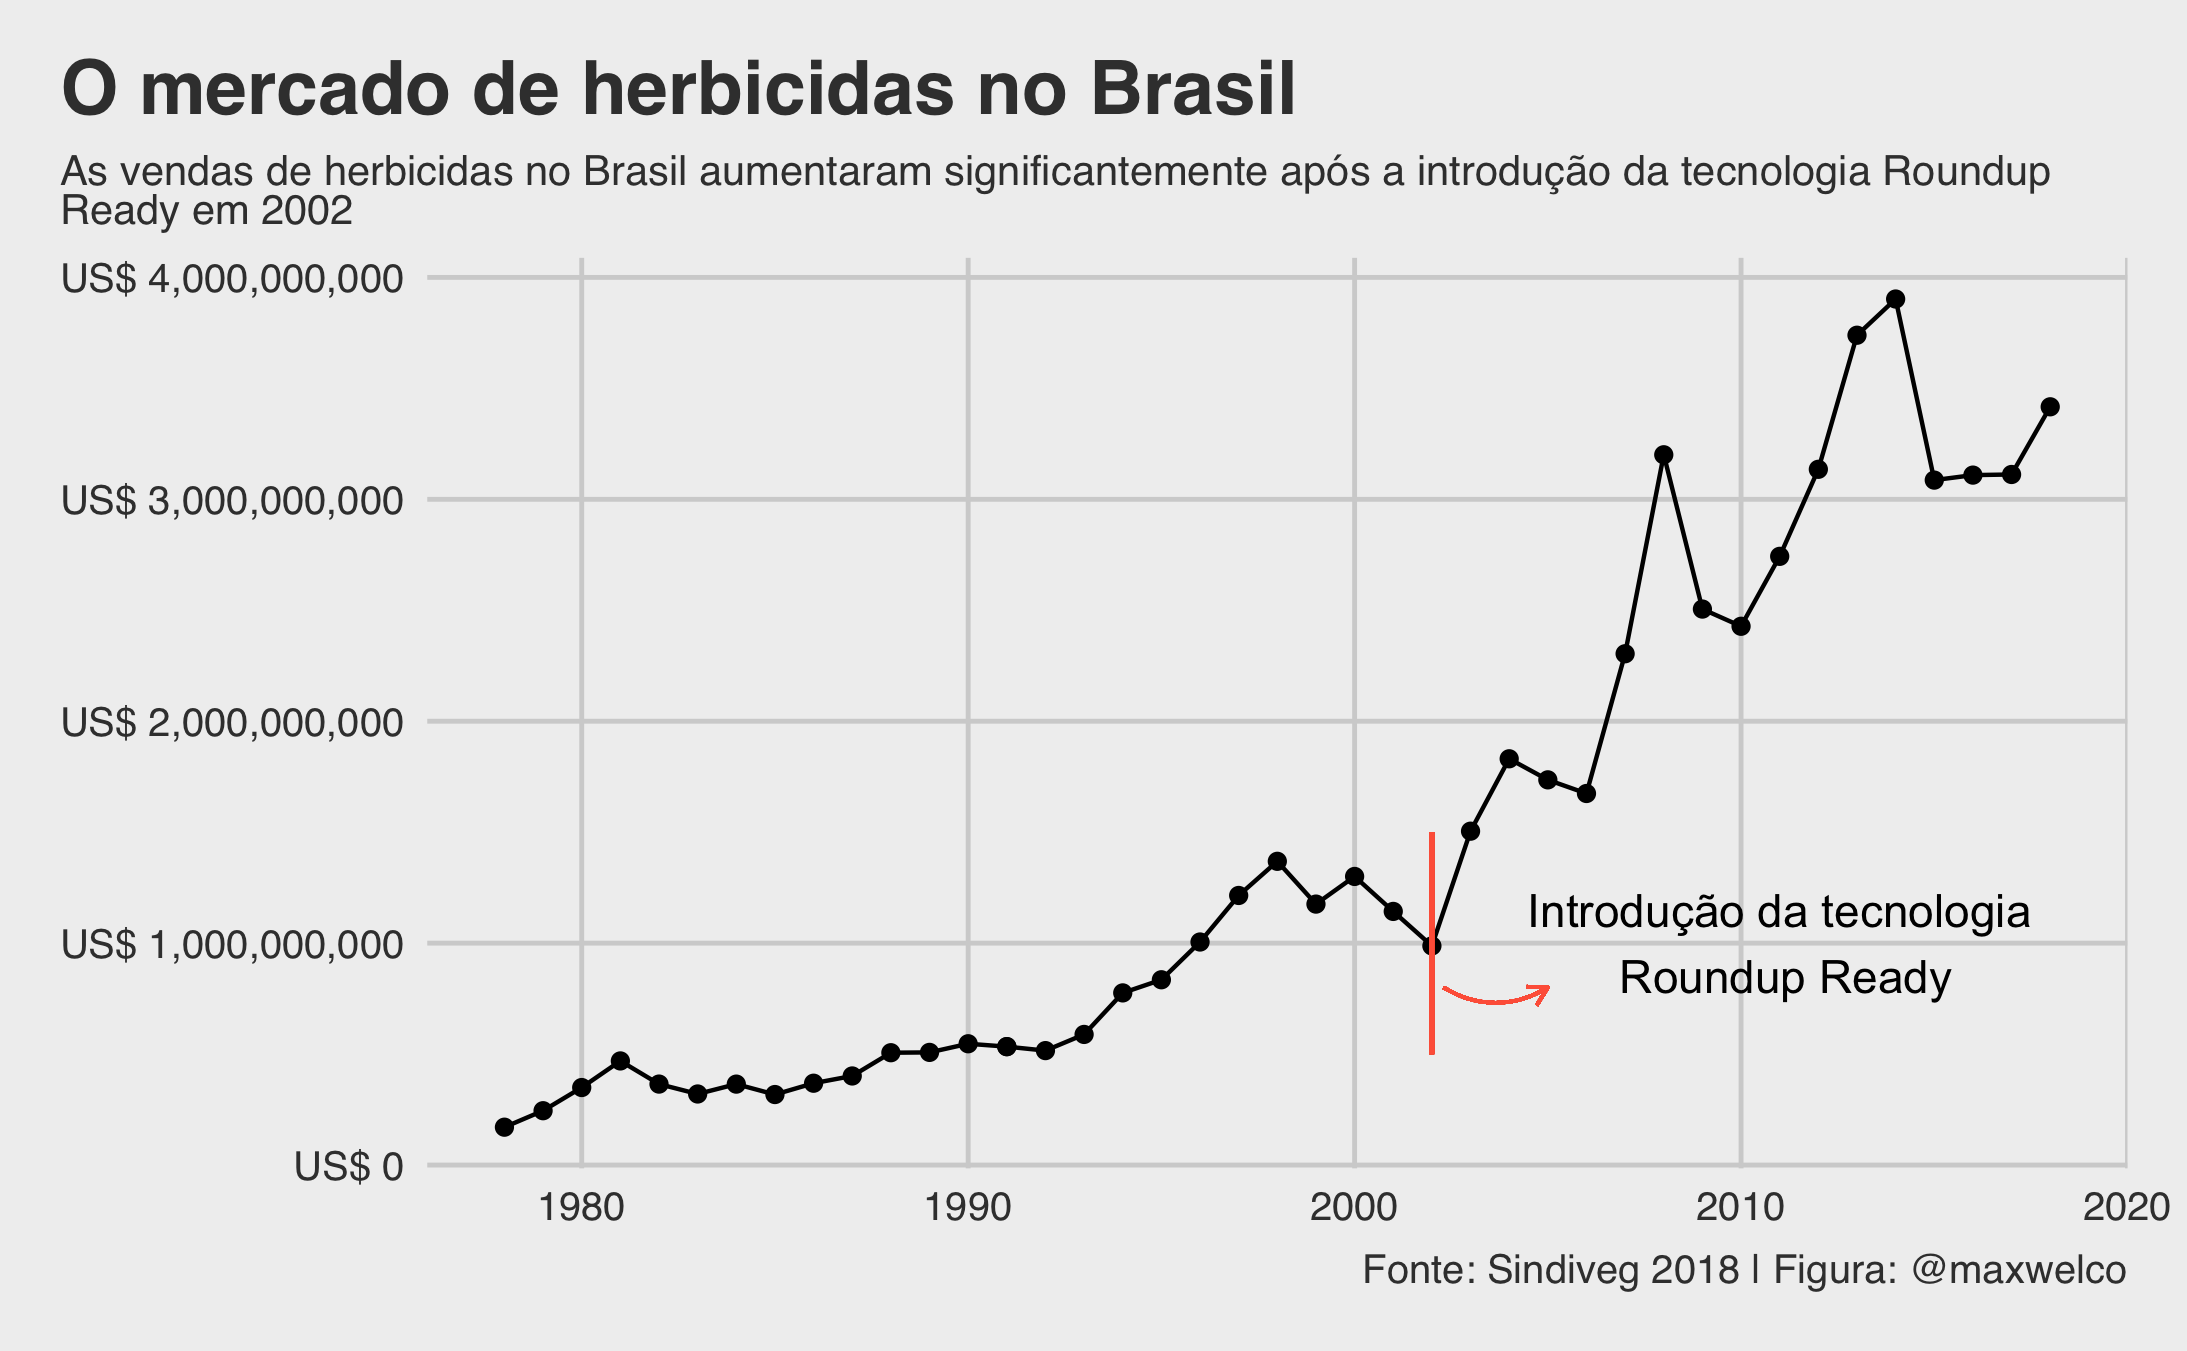 O mercado de herbicidas no Brasil
As vendas de herbicidas no Brasil aumentaram significantemente após a introdução da tecnologia Roundup
Ready em 2002
US$ 4,000,000,000
US$ 3,000,000,000
US$ 2,000,000,000
US$ 1,000,000,000
US$ 0
Introdução da tecnologia
Roundup Ready
1980 1990 2000 2010 2020
Fonte: Sindiveg 2018 | Figura: @maxwelco